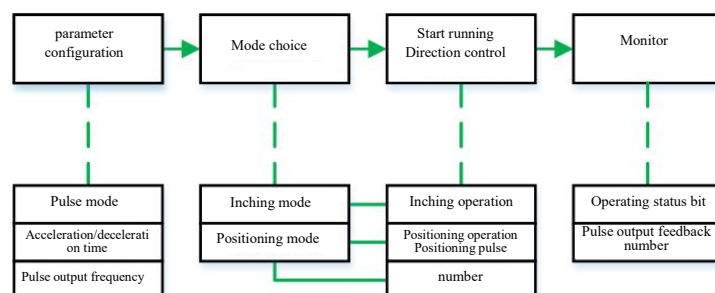 parameter
configuration
Mode choice
Start running
Direction control
Monitor
Pulse mode
Acceleration/decelerati
on time
Pulse output frequency
Inching mode
Positioning mode
Inching operation
Positioning operation
Positioning pulse
number
Operating status bit
Pulse output feedback
number